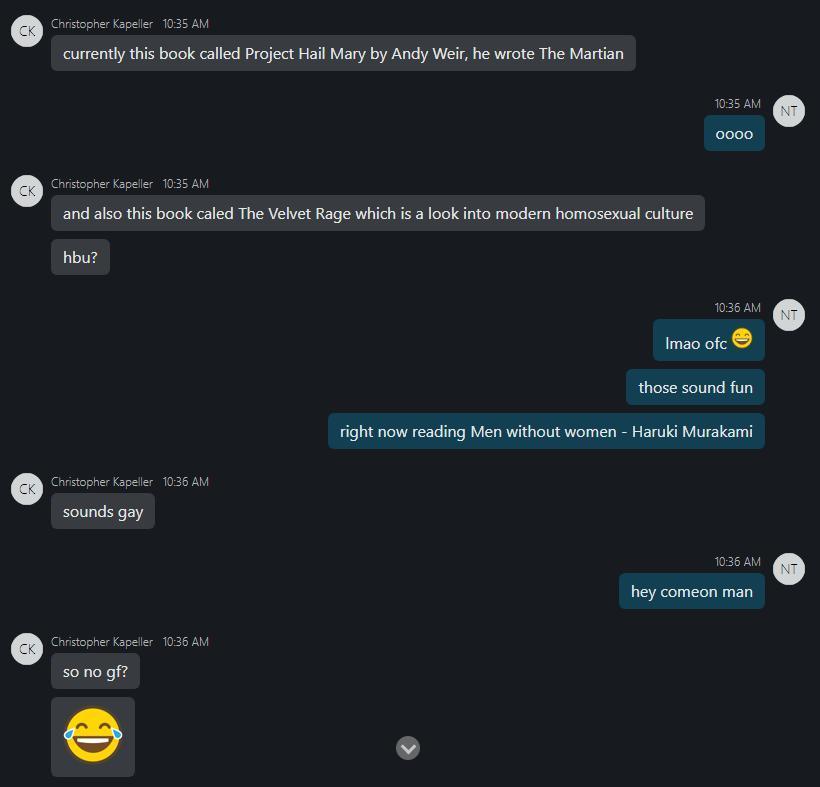 CK
Christopher Kapeller 10:35 AM
currently this book called Project Hail Mary by Andy Weir, he wrote The Martian
10:35 AM
NT
oooo
CK
Christopher Kapeller 10:35 AM
and also this book caled The Velvet Rage which is a look into modern homosexual culture
hbu?
10:36 AM
NT
lmao ofc 😄
those sound fun
right now reading Men without women - Haruki Murakami
CK
Christopher Kapeller 10:36 AM
sounds gay
10:36 AM
NT
hey comeon man
CK
Christopher Kapeller 10:36 AM
so no gf?
😂